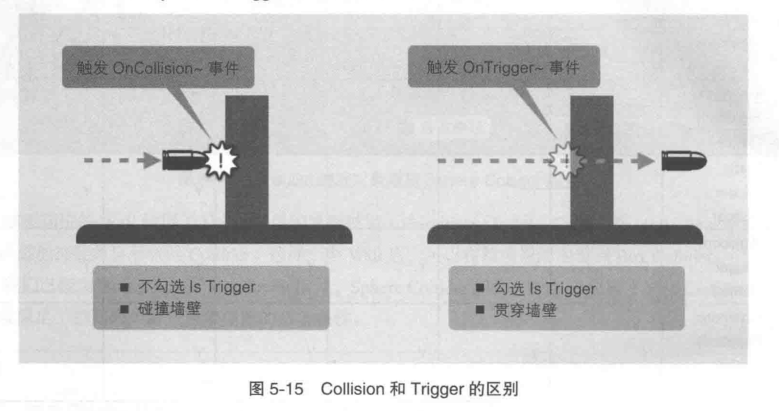 触发 OnCollision~ 事件
触发 OnTrigger~ 事件
!
!
■ 不勾选 Is Trigger
■ 碰撞墙壁
■ 勾选 Is Trigger
■ 贯穿墙壁
图 5-15 Collision 和 Trigger 的区别